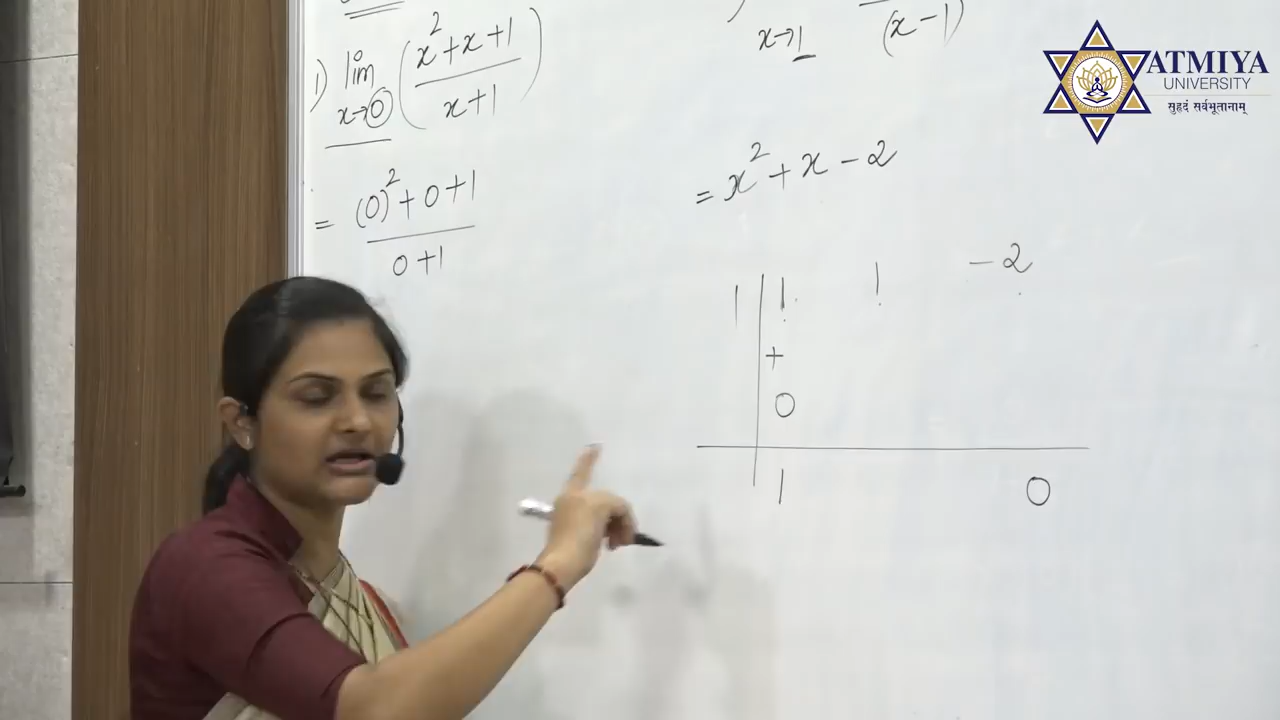 1) lim x→0 (x²+x+1 / x+1)
= (0)²+0+1 / 0+1
) x→1 (x-1)
= x²+x-2
1 | 1 1 -2
+
0
1 0
ATMIYA
UNIVERSITY
सुहृदं सर्वभूतानाम्